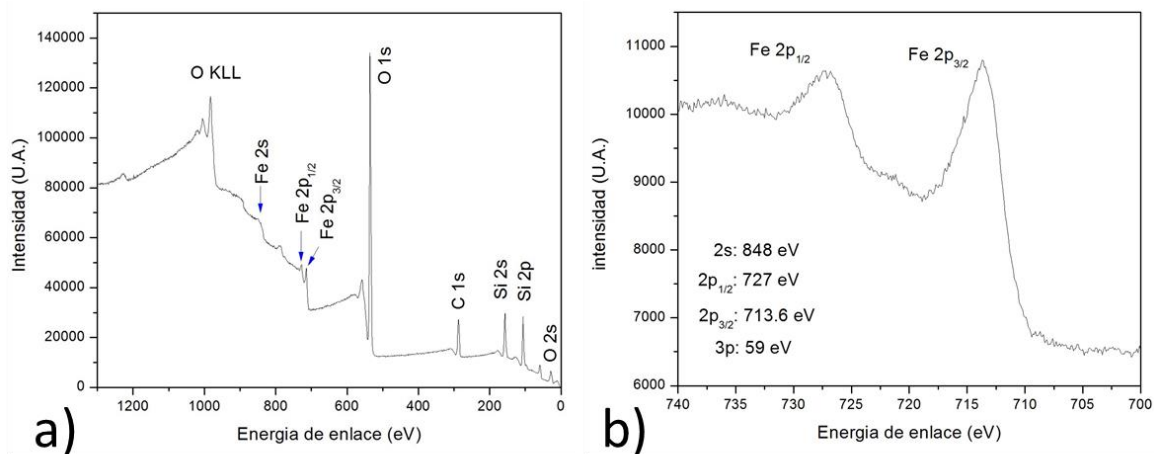 a)
Intensidad (U.A.)
140000
120000
100000
80000
60000
40000
20000
0
O KLL
Fe 2s
Fe 2p1/2
Fe 2p3/2
O 1s
C 1s
Si 2s
Si 2p
O 2s
1200 1000 800 600 400 200 0
Energia de enlace (eV)
b)
intensidad (U.A.)
11000
10000
9000
8000
7000
6000
Fe 2p1/2
Fe 2p3/2
2s: 848 eV
2p1/2: 727 eV
2p3/2: 713.6 eV
3p: 59 eV
740 735 730 725 720 715 710 705 700
Energia de enlace (eV)